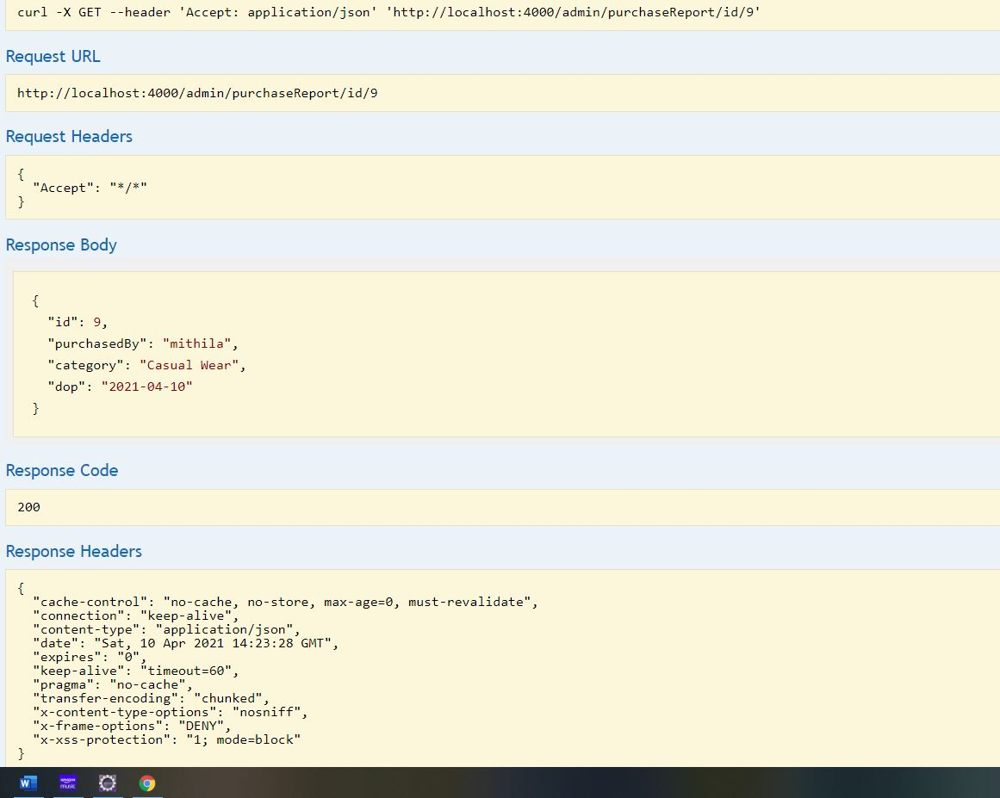 curl -X GET --header 'Accept: application/json' 'http://localhost:4000/admin/purchaseReport/id/9'
Request URL
http://localhost:4000/admin/purchaseReport/id/9
Request Headers
{
  "Accept": "*/*"
}
Response Body
{
  "id": 9,
  "purchasedBy": "mithila",
  "category": "Casual Wear",
  "dop": "2021-04-10"
}
Response Code
200
Response Headers
{
  "cache-control": "no-cache, no-store, max-age=0, must-revalidate",
  "connection": "keep-alive",
  "content-type": "application/json",
  "date": "Sat, 10 Apr 2021 14:23:28 GMT",
  "expires": "0",
  "keep-alive": "timeout=60",
  "pragma": "no-cache",
  "transfer-encoding": "chunked",
  "x-content-type-options": "nosniff",
  "x-frame-options": "DENY",
  "x-xss-protection": "1; mode=block"
}
W
amazon
music